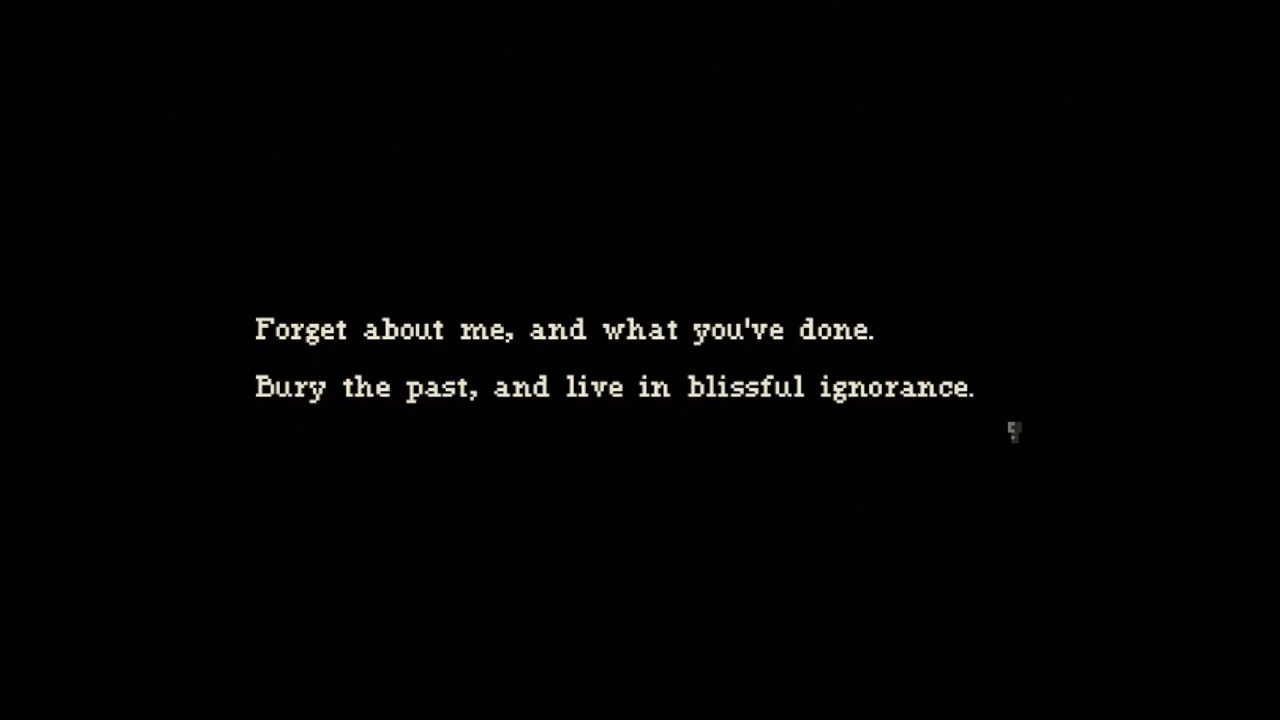 Forget about me, and what you've done.
Bury the past, and live in blissful ignorance.